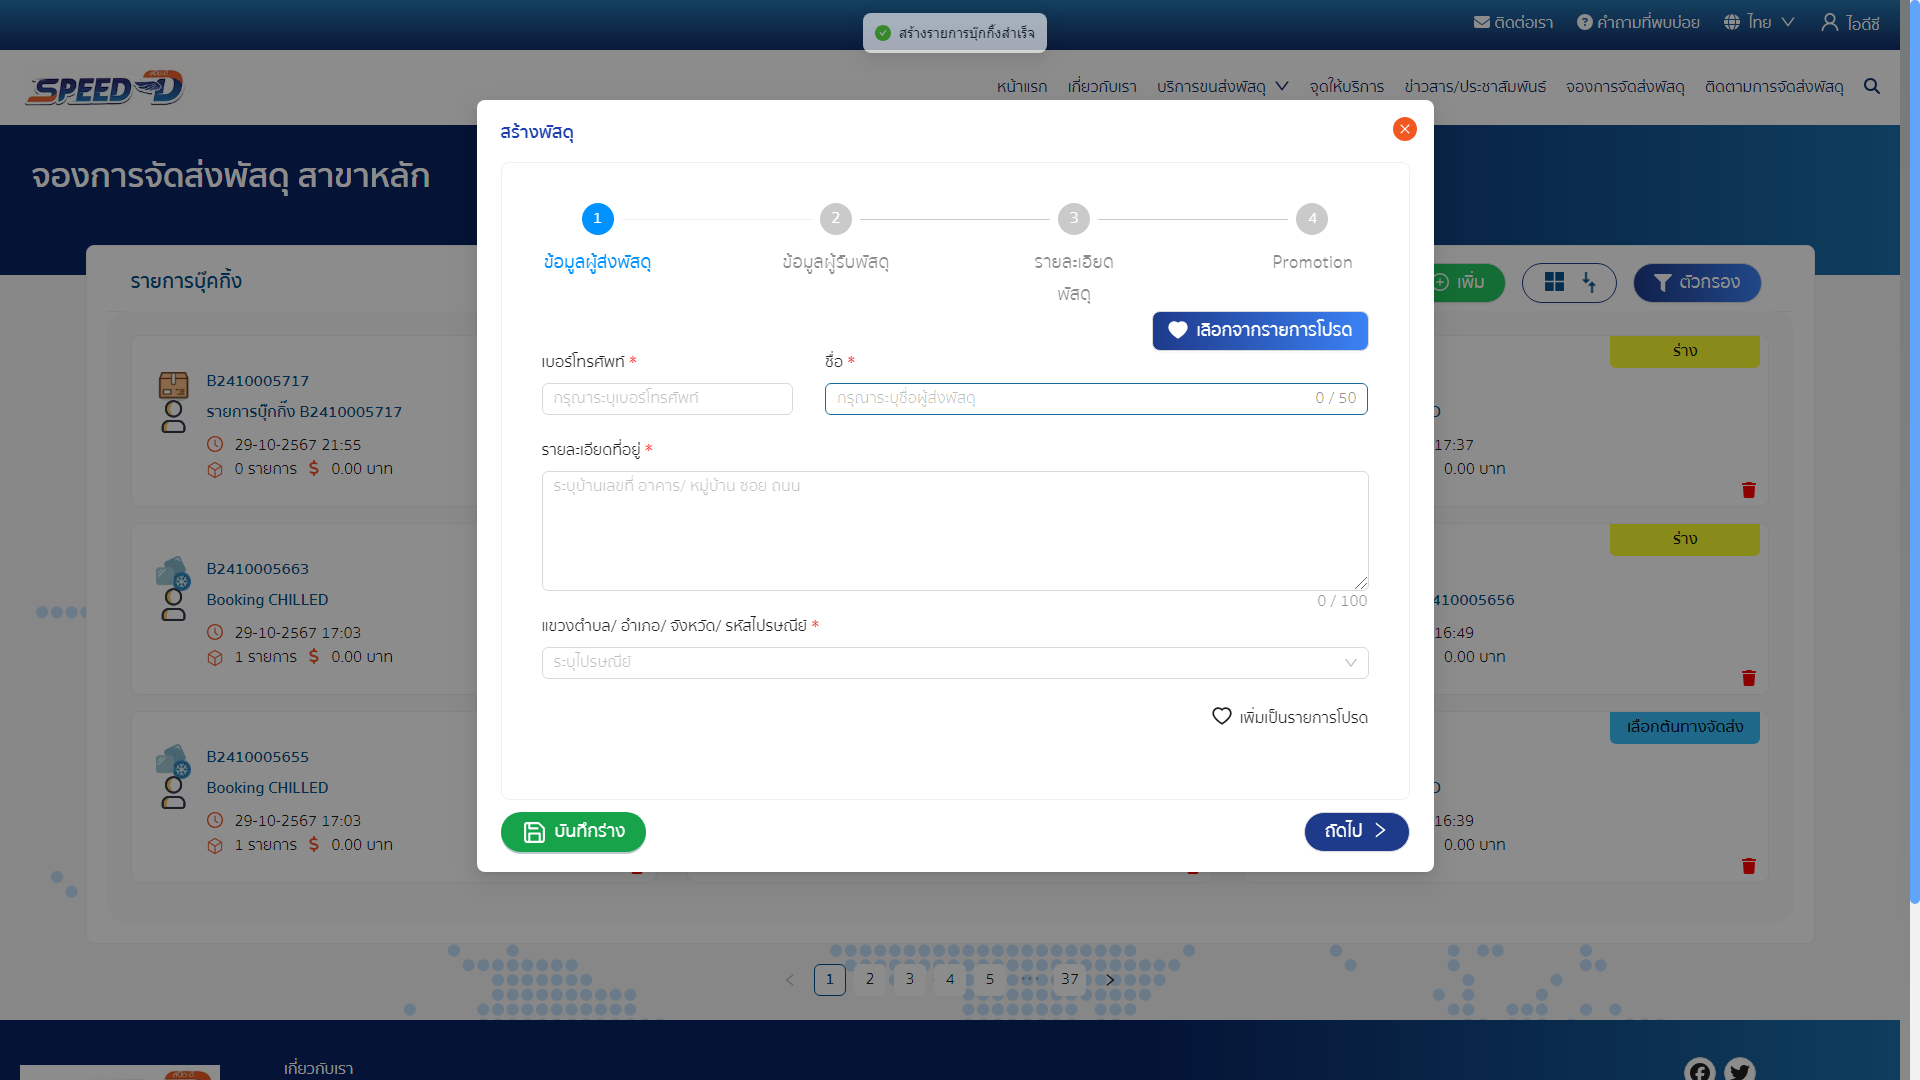 สร้างรายการบุ๊กกิ้งสำเร็จ
ติดต่อเรา
คำถามที่พบบ่อย
ไทย
ไอดีซี
SPEED D
หน้าแรก
เกี่ยวกับเรา
บริการขนส่งพัสดุ
จุดให้บริการ
ข่าวสาร/ประชาสัมพันธ์
จองการจัดส่งพัสดุ
ติดตามการจัดส่งพัสดุ
จองการจัดส่งพัสดุ สาขาหลัก
รายการบุ๊คกิ้ง
เพิ่ม
ตัวกรอง
สร้างพัสดุ
1
2
3
4
ข้อมูลผู้ส่งพัสดุ
ข้อมูลผู้รับพัสดุ
รายละเอียด
พัสดุ
Promotion
เลือกจากรายการโปรด
เบอร์โทรศัพท์ *
ชื่อ *
กรุณาระบุเบอร์โทรศัพท์
กรุณาระบุชื่อผู้ส่งพัสดุ
0 / 50
รายละเอียดที่อยู่ *
ระบุบ้านเลขที่ อาคาร/ หมู่บ้าน ซอย ถนน
0 / 100
แขวงตำบล/ อำเภอ/ จังหวัด/ รหัสไปรษณีย์ *
ระบุไปรษณีย์
เพิ่มเป็นรายการโปรด
บันทึกร่าง
ถัดไป
B2410005717
รายการบุ๊กกิ๊ง B2410005717
29-10-2567 21:55
0 รายการ
0.00 บาท
ร่าง
17:37
0.00 บาท
B2410005663
Booking CHILLED
29-10-2567 17:03
1 รายการ
0.00 บาท
ร่าง
410005656
16:49
0.00 บาท
B2410005655
Booking CHILLED
29-10-2567 17:03
1 รายการ
0.00 บาท
เลือกต้นทางจัดส่ง
16:39
0.00 บาท
1
2
3
4
5
•••
37
เกี่ยวกับเรา